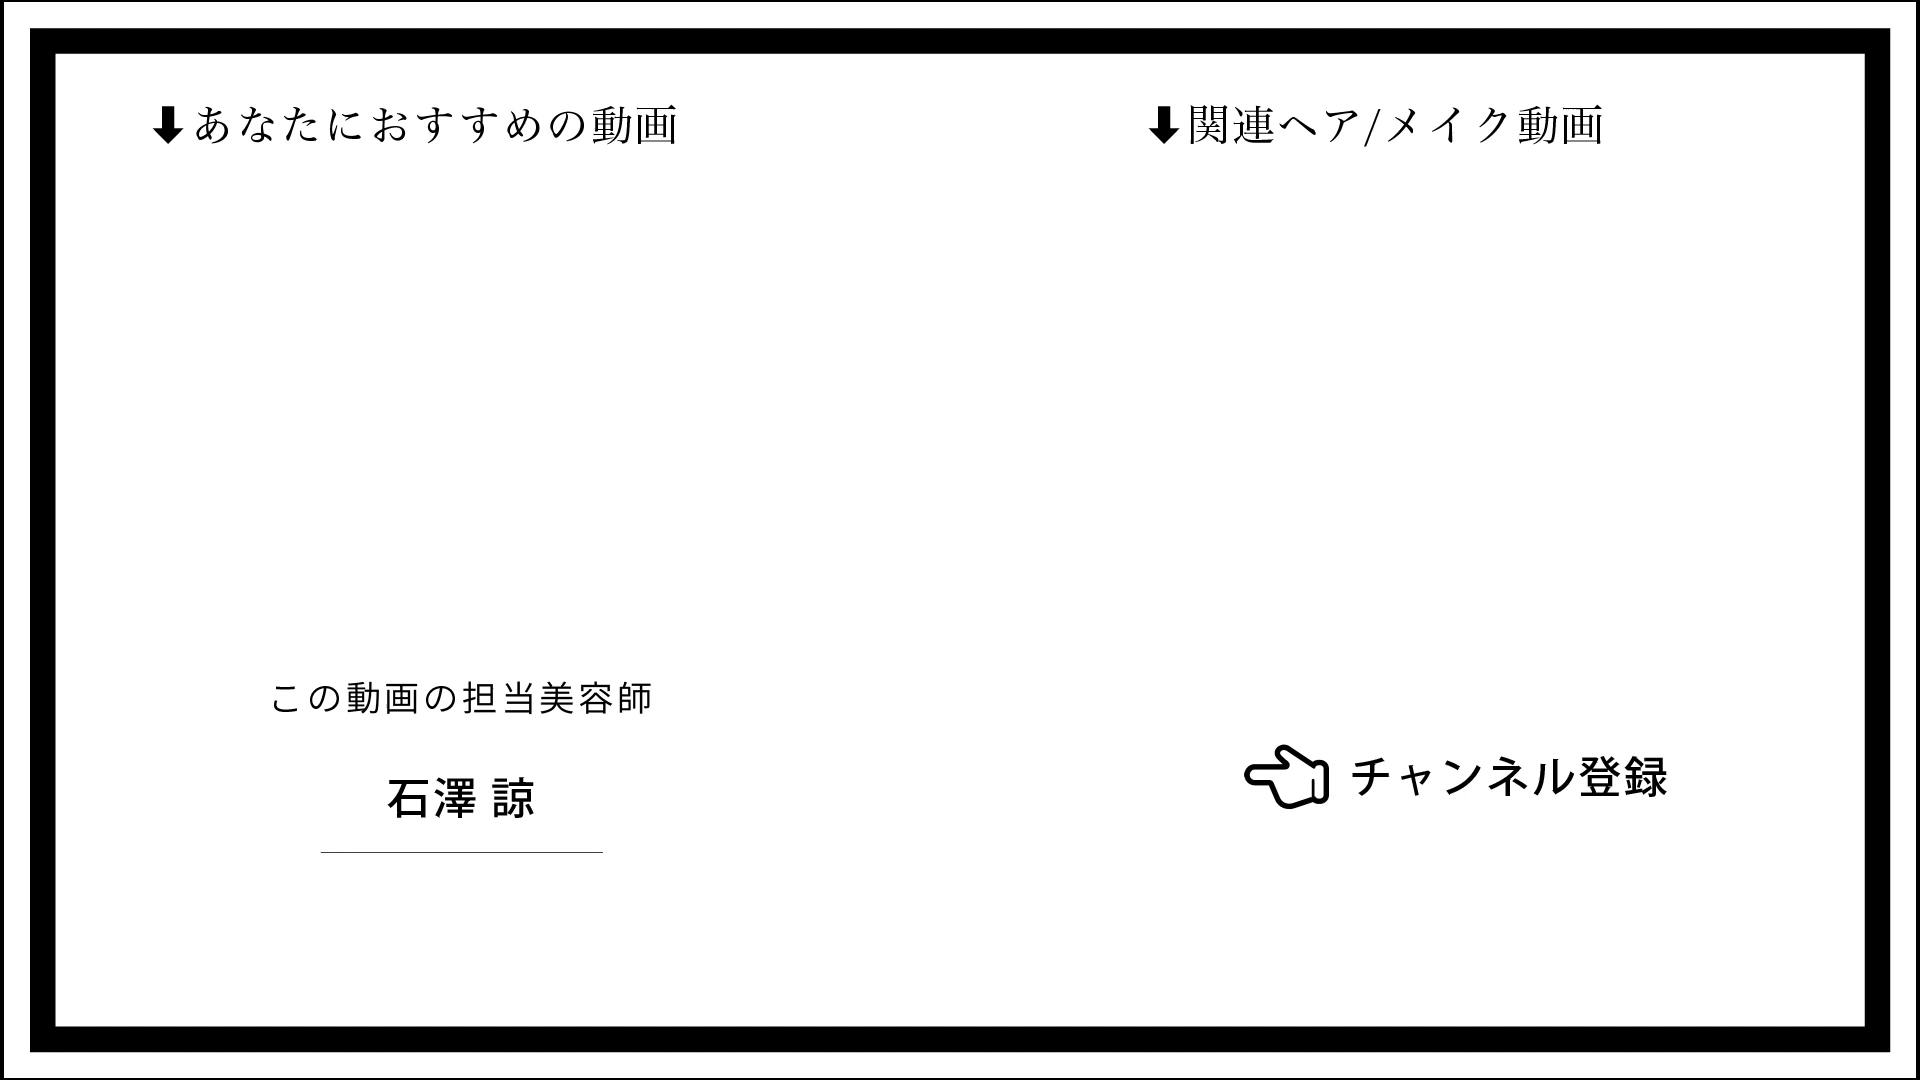 ⬇あなたにおすすめの動画
⬇関連ヘア/メイク動画
この動画の担当美容師
石澤 諒
チャンネル登録